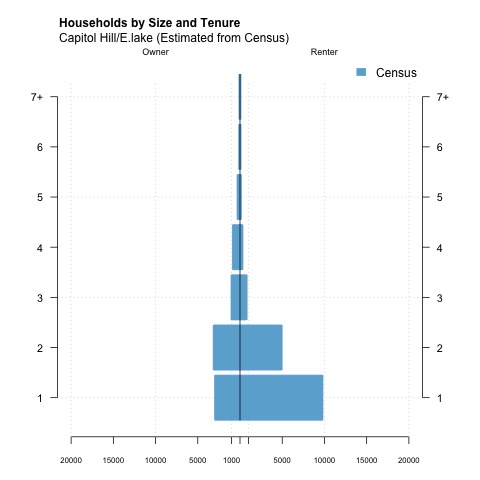 Households by Size and Tenure
Capitol Hill/E.lake (Estimated from Census)
Owner Renter
Census
7+ 7+
6 6
5 5
4 4
3 3
2 2
1 1
20000 15000 10000 5000 1000 5000 10000 15000 20000